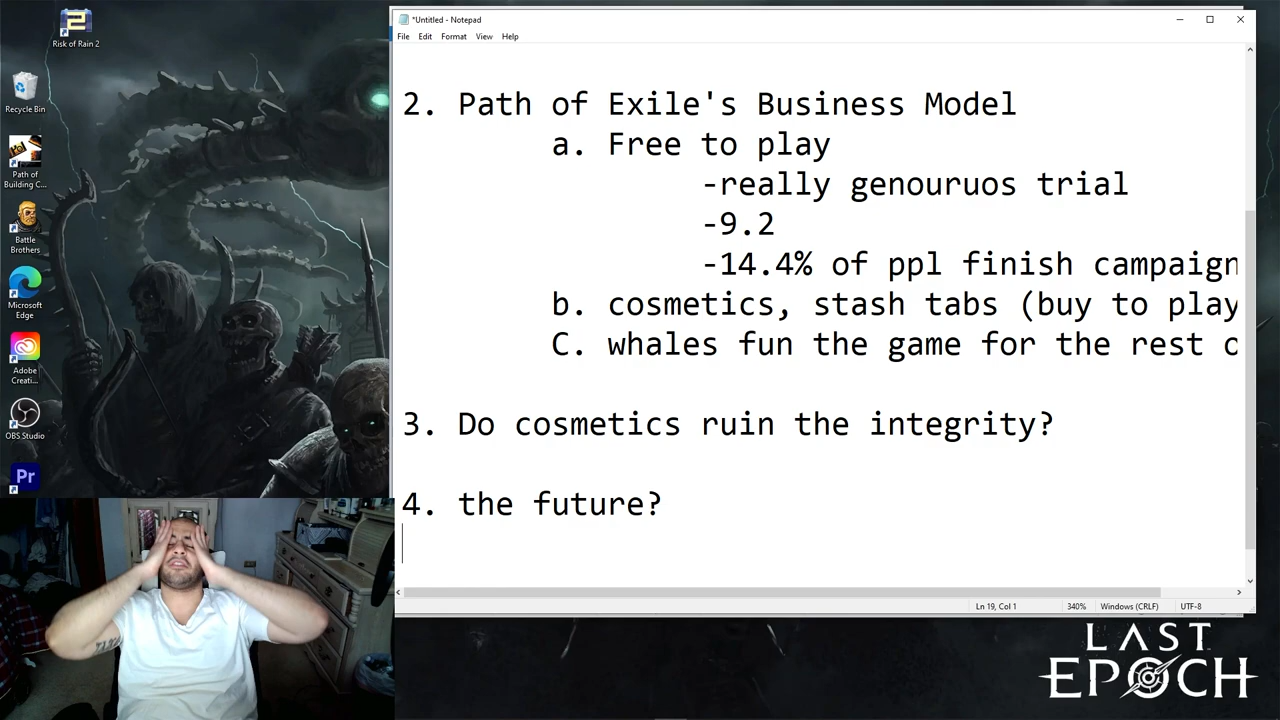 Risk of Rain 2
Recycle Bin
Path of
Building C...
Battle
Brothers
Microsoft
Edge
Adobe
Creati...
OBS Studio
Pr
*Untitled - Notepad
File Edit Format View Help
2. Path of Exile's Business Model
a. Free to play
-really genouruos trial
-9.2
-14.4% of ppl finish campaign
b. cosmetics, stash tabs (buy to play
C. whales fun the game for the rest o
3. Do cosmetics ruin the integrity?
4. the future?
Ln 19, Col 1 340% Windows (CRLF) UTF-8
LAST
EPOCH